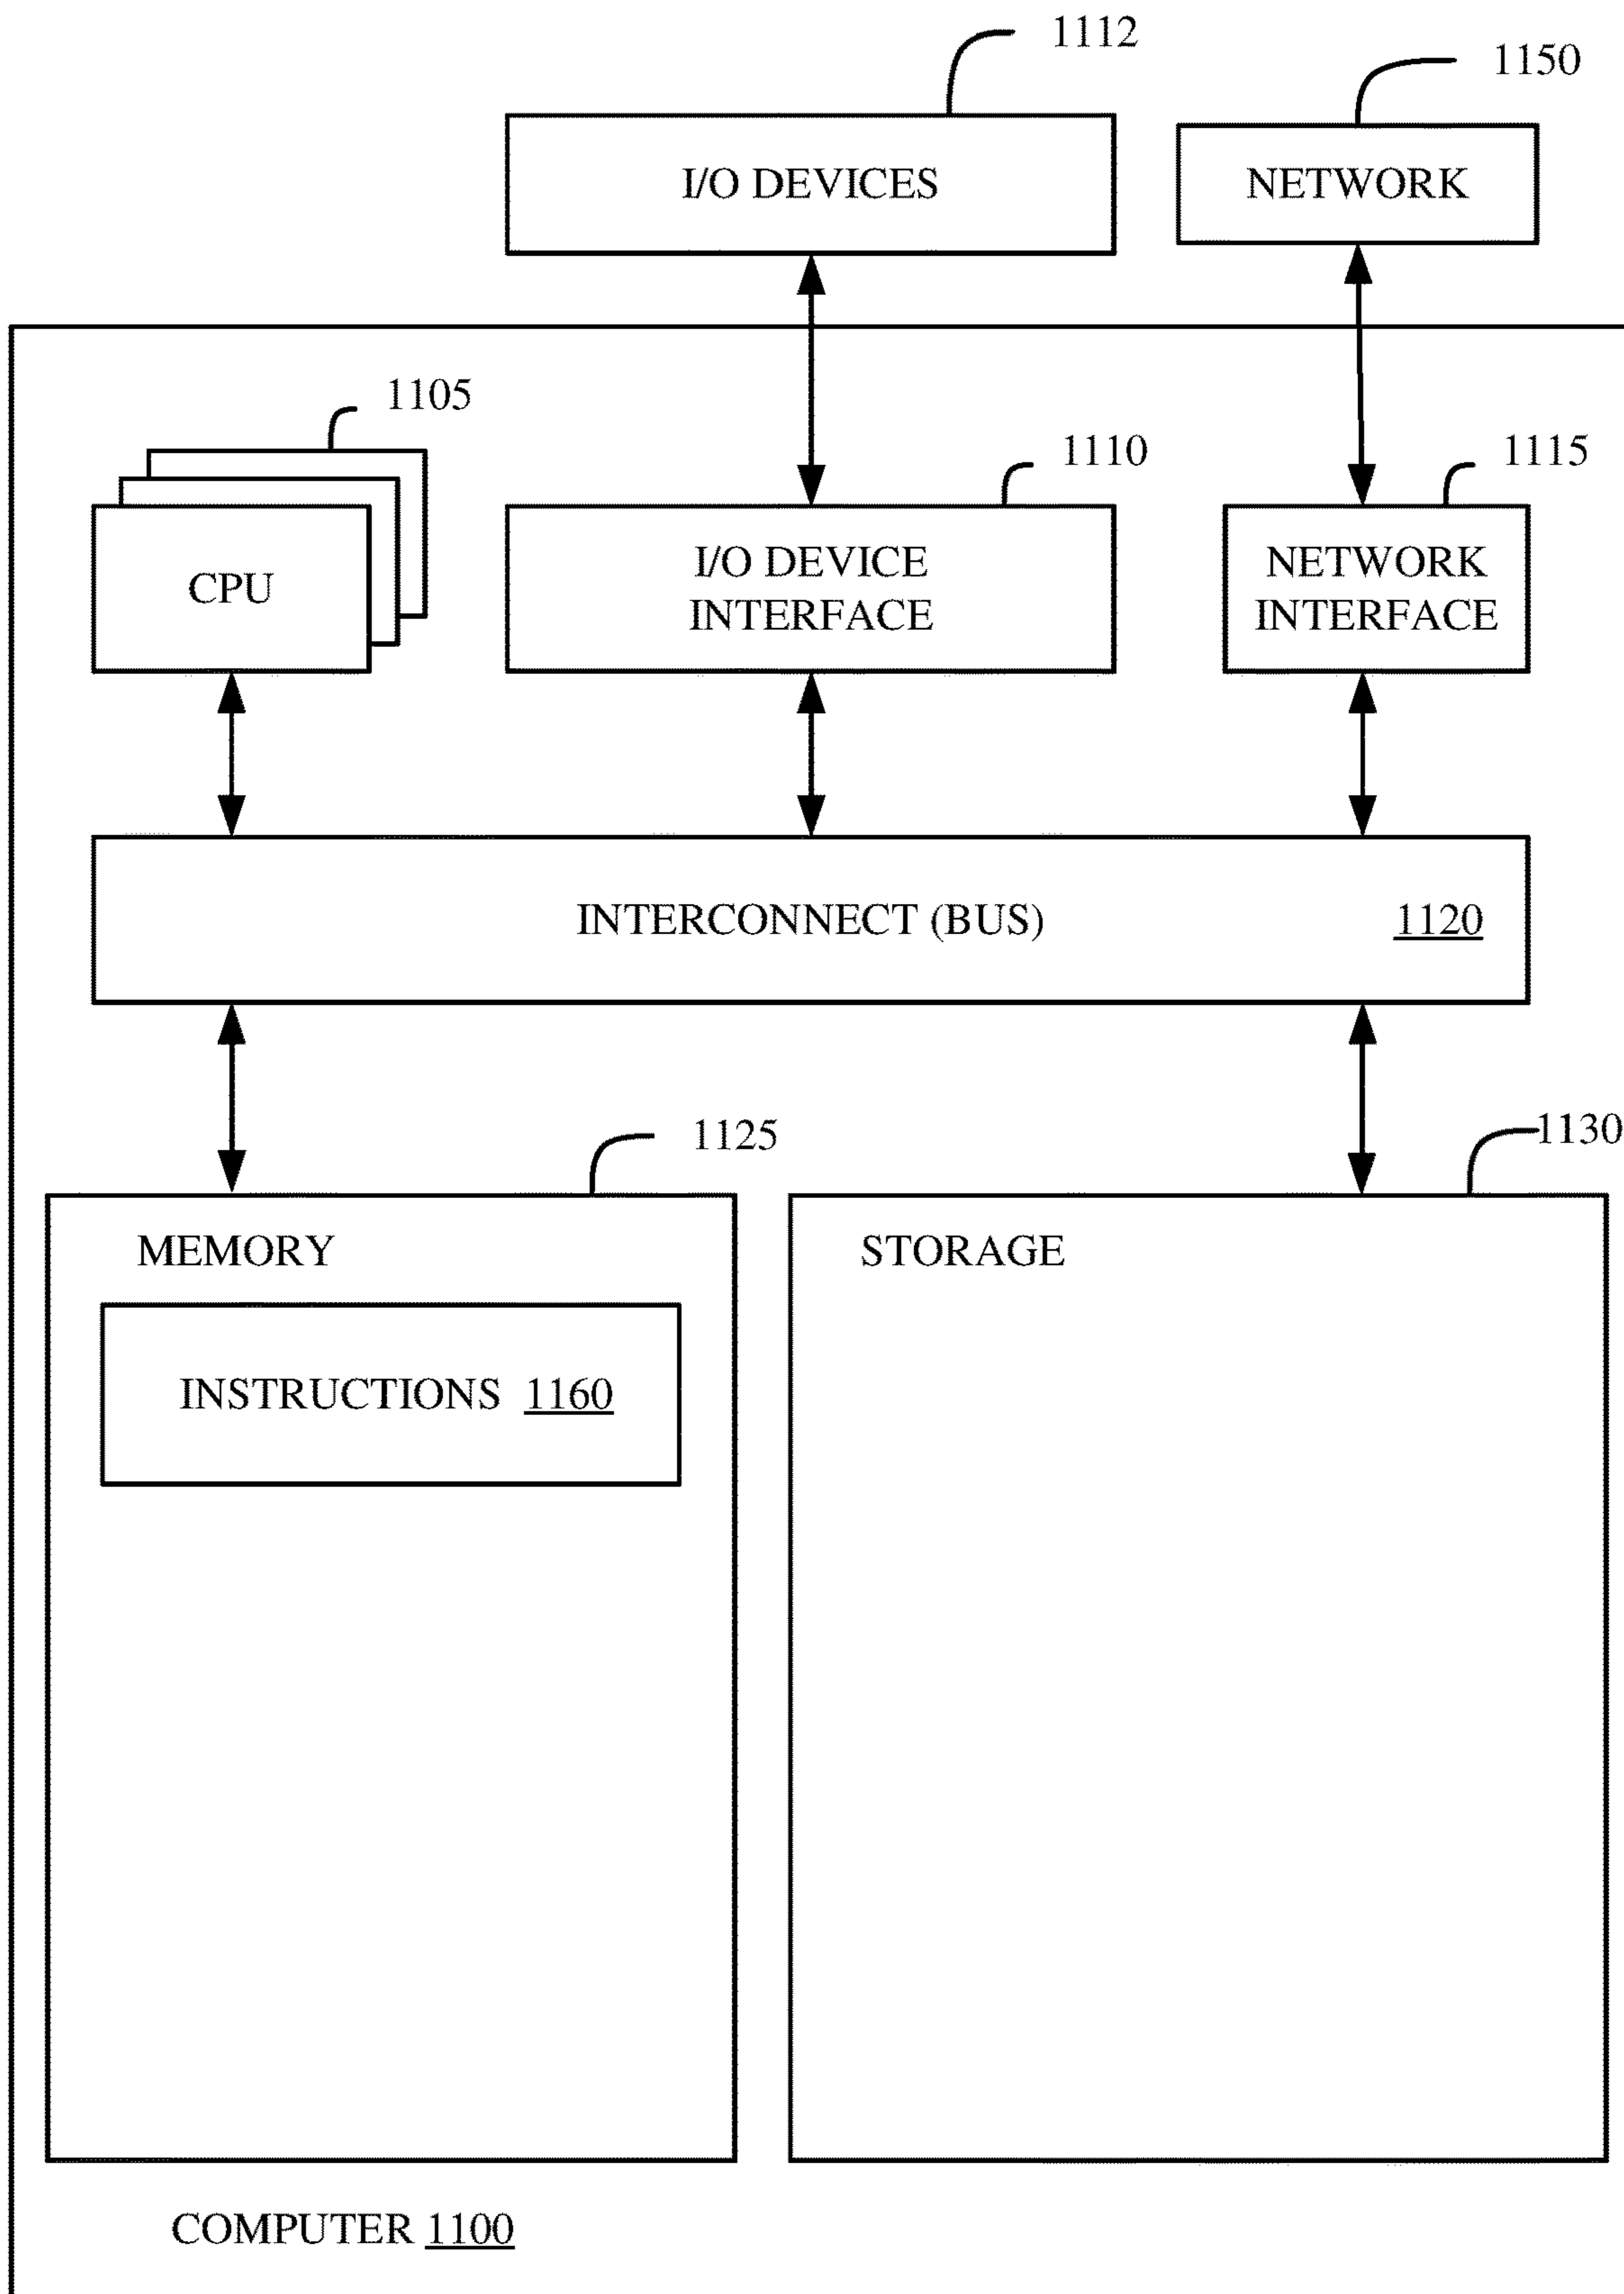 1112
1150
I/O DEVICES
NETWORK
1105
1110
1115
CPU
I/O DEVICE
INTERFACE
NETWORK
INTERFACE
INTERCONNECT (BUS) 1120
1125
1130
MEMORY
STORAGE
INSTRUCTIONS 1160
COMPUTER 1100